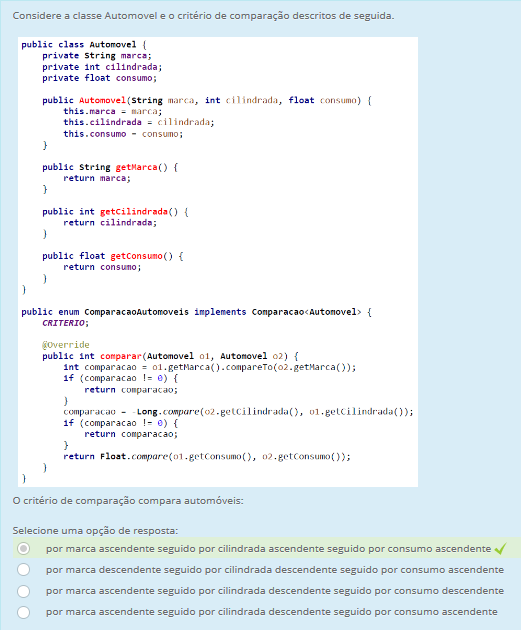 Considere a classe Automovel e o critério de comparação descritos de seguida.
public class Automovel {
private String marca;
private int cilindrada;
private float consumo;
public Automovel(String marca, int cilindrada, float consumo) {
this.marca = marca;
this.cilindrada = cilindrada;
this.consumo = consumo;
}
public String getMarca() {
return marca;
}
public int getCilindrada() {
return cilindrada;
}
public float getConsumo() {
return consumo;
}
}
public enum ComparacaoAutomoveis implements Comparacao<Automovel> {
CRITERIO;
@Override
public int comparar(Automovel o1, Automovel o2) {
int comparacao = o1.getMarca().compareTo(o2.getMarca());
if (comparacao != 0) {
return comparacao;
}
comparacao = -Long.compare(o2.getCilindrada(), o1.getCilindrada());
if (comparacao != 0) {
return comparacao;
}
return Float.compare(o1.getConsumo(), o2.getConsumo());
}
}
O critério de comparação compara automóveis:
Selecione uma opção de resposta:
por marca ascendente seguido por cilindrada ascendente seguido por consumo ascendente
por marca descendente seguido por cilindrada descendente seguido por consumo ascendente
por marca ascendente seguido por cilindrada descendente seguido por consumo descendente
por marca ascendente seguido por cilindrada descendente seguido por consumo ascendente